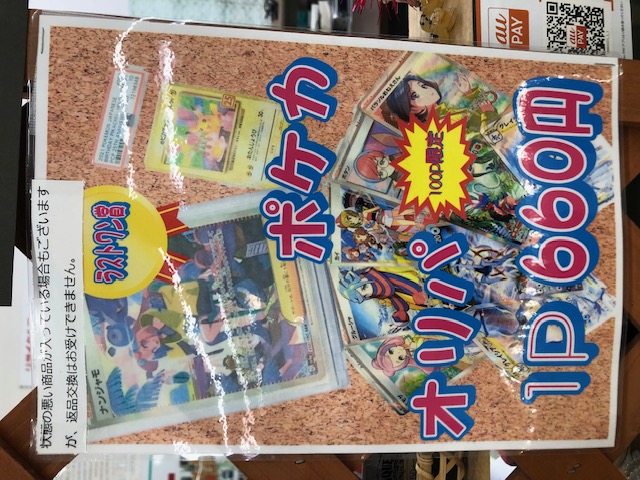 ポケカ
オリパ
100P限定
1P 660円
ラストワン賞
ナンジャモ
状態の悪い商品が入っている場合もございます
が、返品交換はお受けできません。
au
PAY
au
PAY